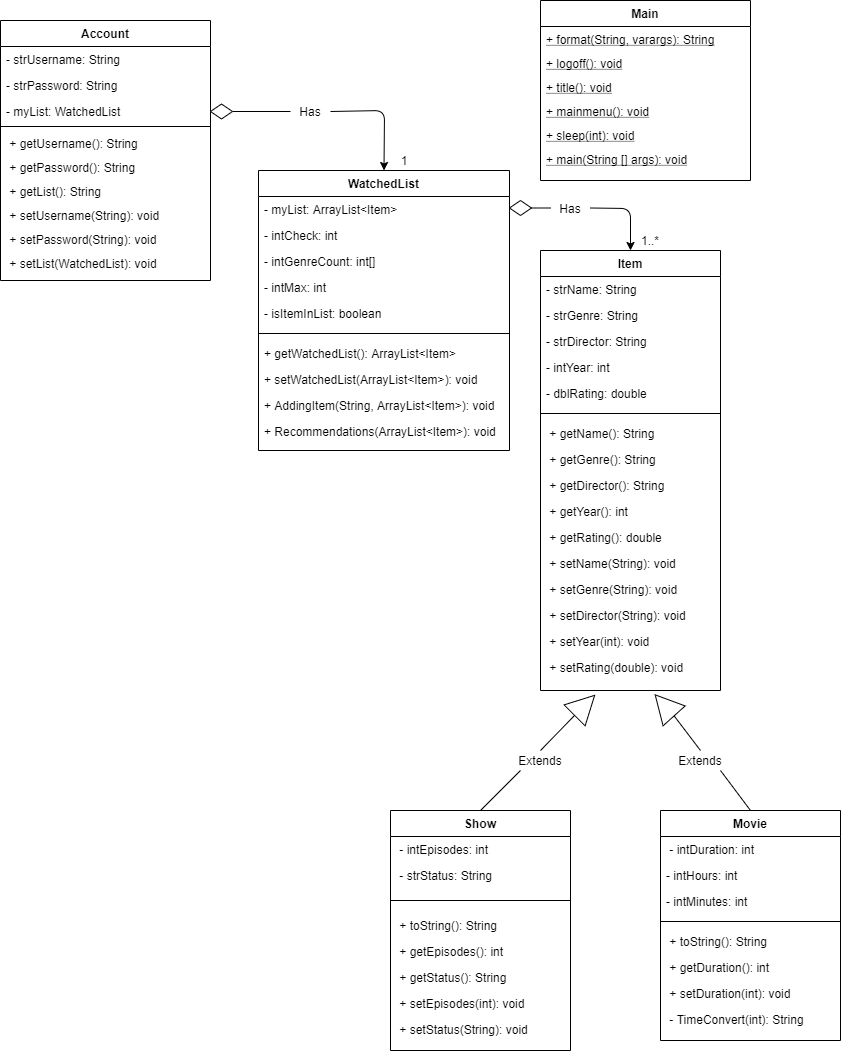 Account
- strUsername: String
- strPassword: String
- myList: WatchedList
+ getUsername(): String
+ getPassword(): String
+ getList(): String
+ setUsername(String): void
+ setPassword(String): void
+ setList(WatchedList): void
Has
1
Main
+ format(String, varargs): String
+ logoff(): void
+ title(): void
+ mainmenu(): void
+ sleep(int): void
+ main(String [] args): void
WatchedList
- myList: ArrayList<Item>
- intCheck: int
- intGenreCount: int[]
- intMax: int
- isItemInList: boolean
+ getWatchedList(): ArrayList<Item>
+ setWatchedList(ArrayList<Item>): void
+ AddingItem(String, ArrayList<Item>): void
+ Recommendations(ArrayList<Item>): void
Has
1..*
Item
- strName: String
- strGenre: String
- strDirector: String
- intYear: int
- dblRating: double
+ getName(): String
+ getGenre(): String
+ getDirector(): String
+ getYear(): int
+ getRating(): double
+ setName(String): void
+ setGenre(String): void
+ setDirector(String): void
+ setYear(int): void
+ setRating(double): void
Extends
Extends
Show
- intEpisodes: int
- strStatus: String
+ toString(): String
+ getEpisodes(): int
+ getStatus(): String
+ setEpisodes(int): void
+ setStatus(String): void
Movie
- intDuration: int
- intHours: int
- intMinutes: int
+ toString(): String
+ getDuration(): int
+ setDuration(int): void
- TimeConvert(int): String